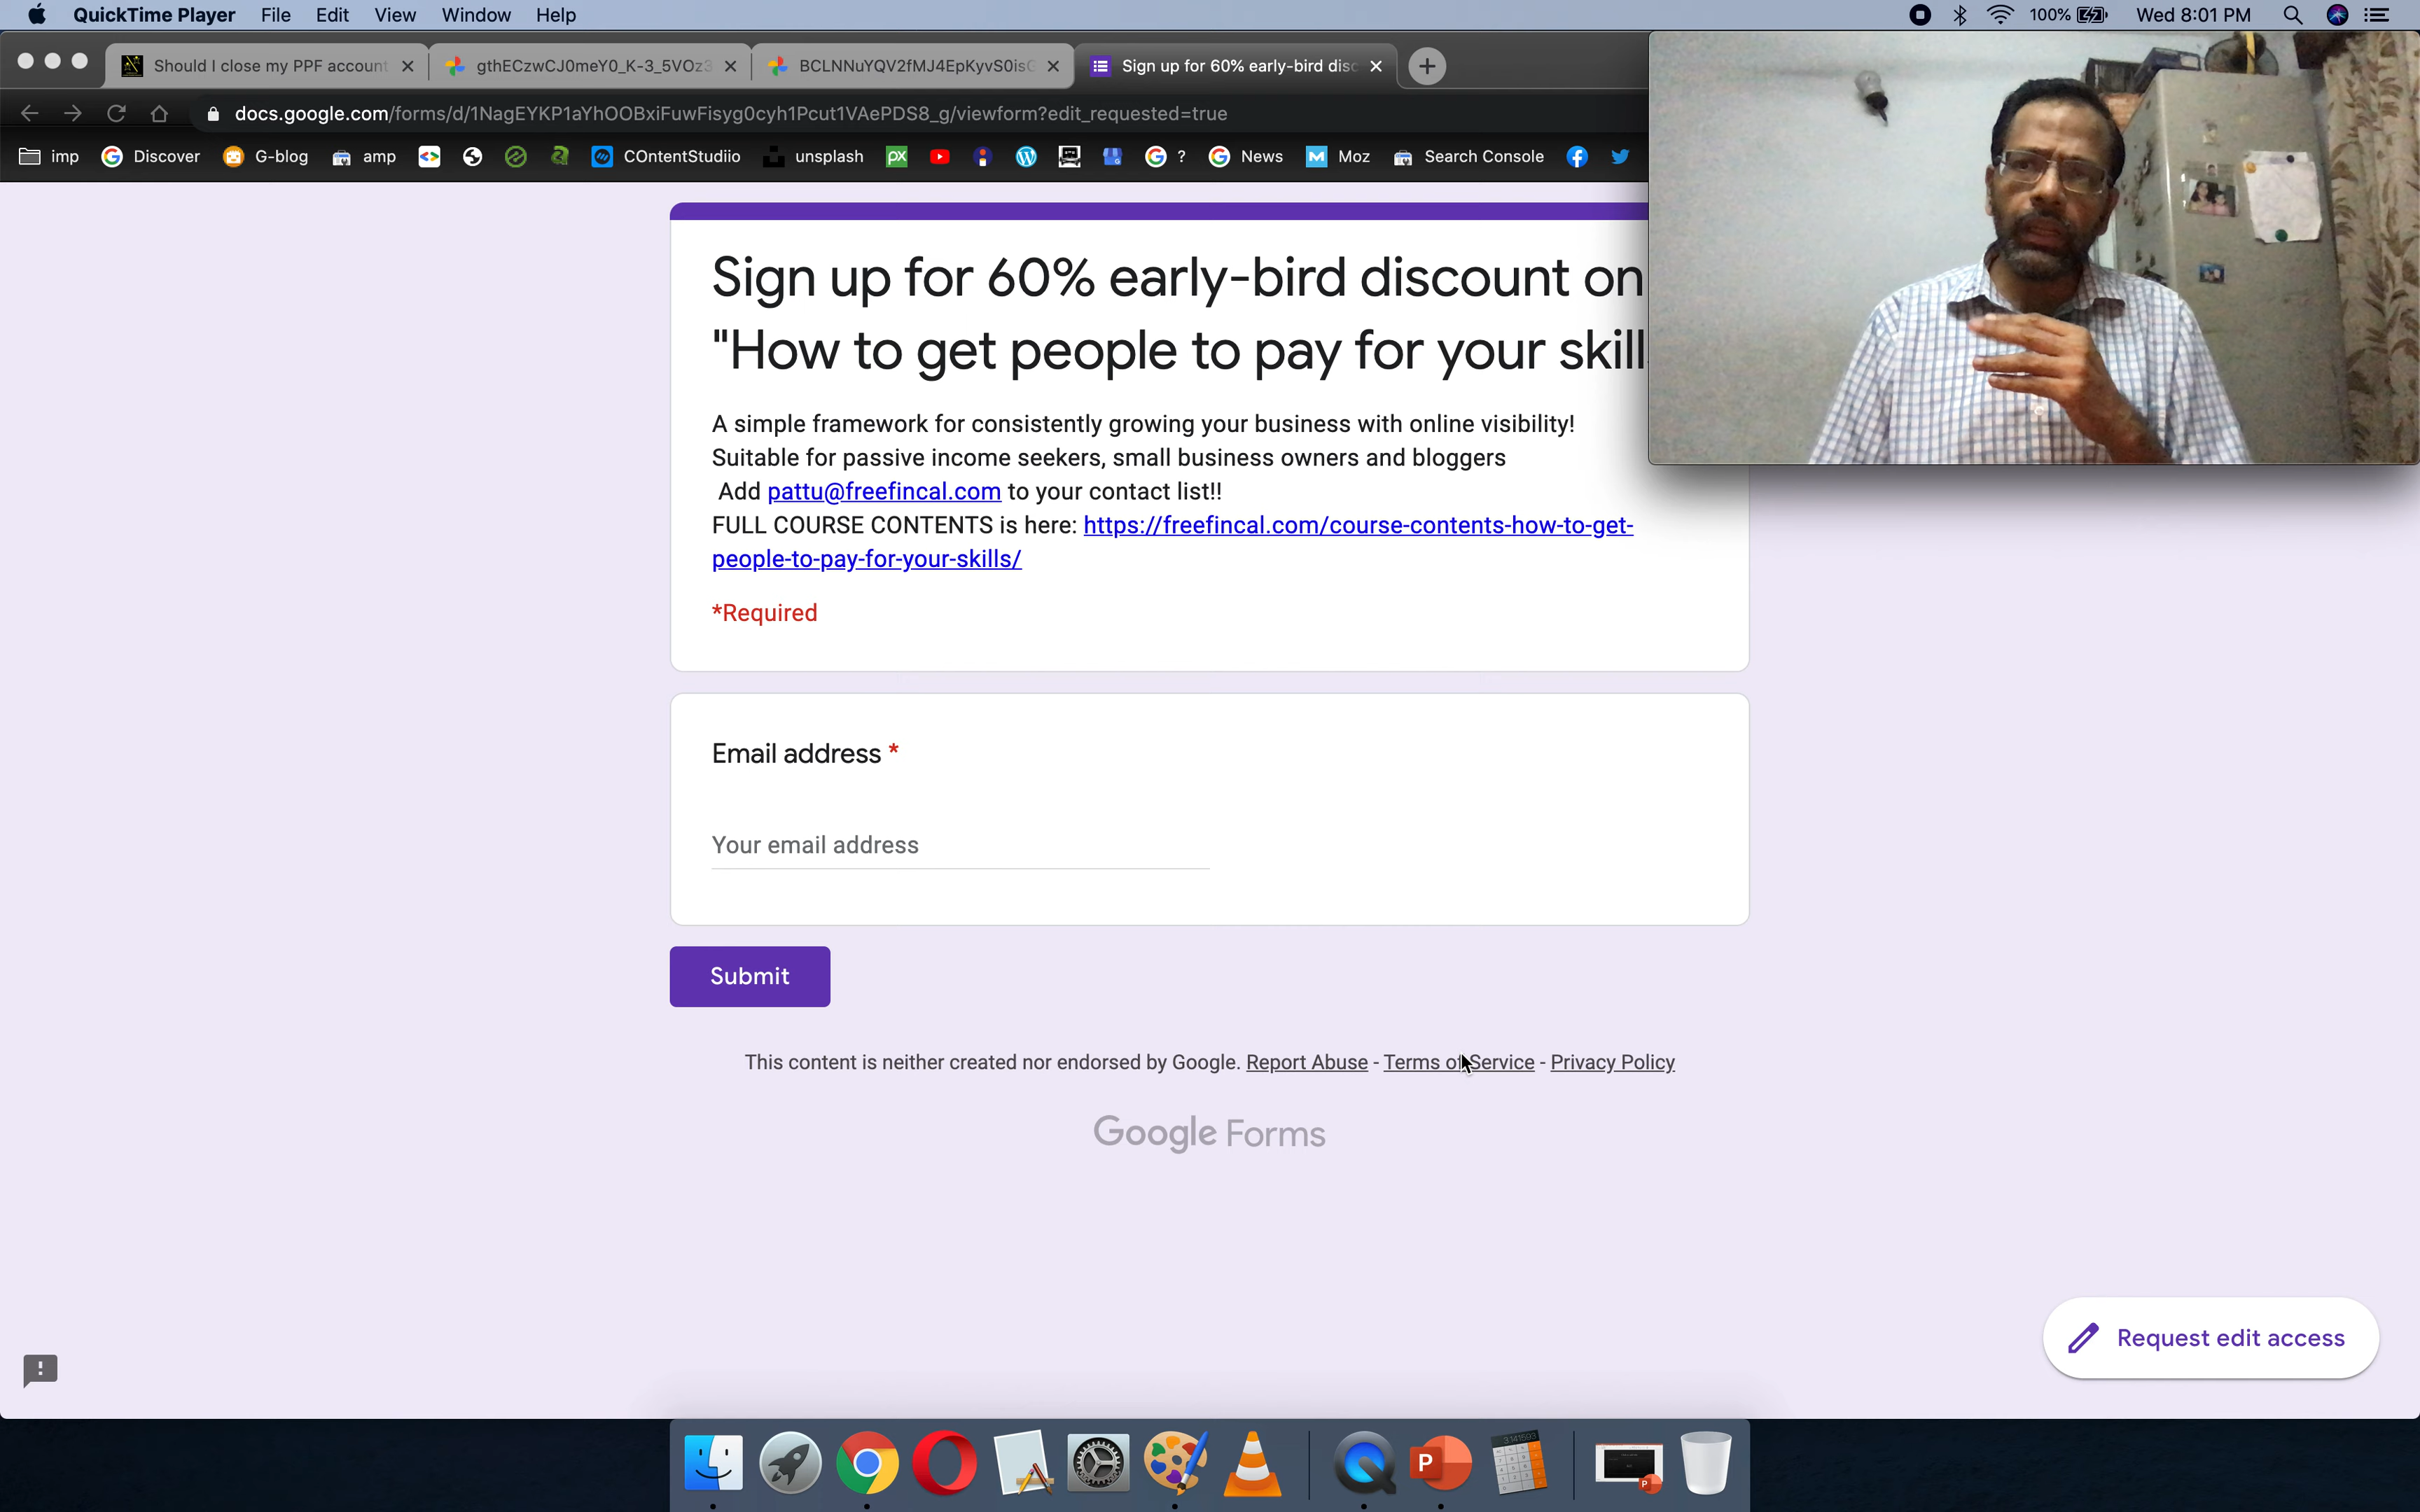 QuickTime Player File Edit View Window Help 100% Wed 8:01 PM
Should I close my PPF account gthECzwCJ0meY0_K-3_5VOz3 BCLNNuYQV2fMJ4EpKyvS0isG Sign up for 60% early-bird disc
docs.google.com/forms/d/1NagEYKP1aYhOOBxiFuwFisyg0cyh1Pcut1VAePDS8_g/viewform?edit_requested=true
imp Discover G-blog amp COntentStudiio unsplash px ? News Moz Search Console
Sign up for 60% early-bird discount on
"How to get people to pay for your skills
A simple framework for consistently growing your business with online visibility!
Suitable for passive income seekers, small business owners and bloggers
Add pattu@freefincal.com to your contact list!!
FULL COURSE CONTENTS is here: https://freefincal.com/course-contents-how-to-get-
people-to-pay-for-your-skills/
*Required
Email address *
Your email address
Submit
This content is neither created nor endorsed by Google. Report Abuse - Terms of Service - Privacy Policy
Google Forms
Request edit access